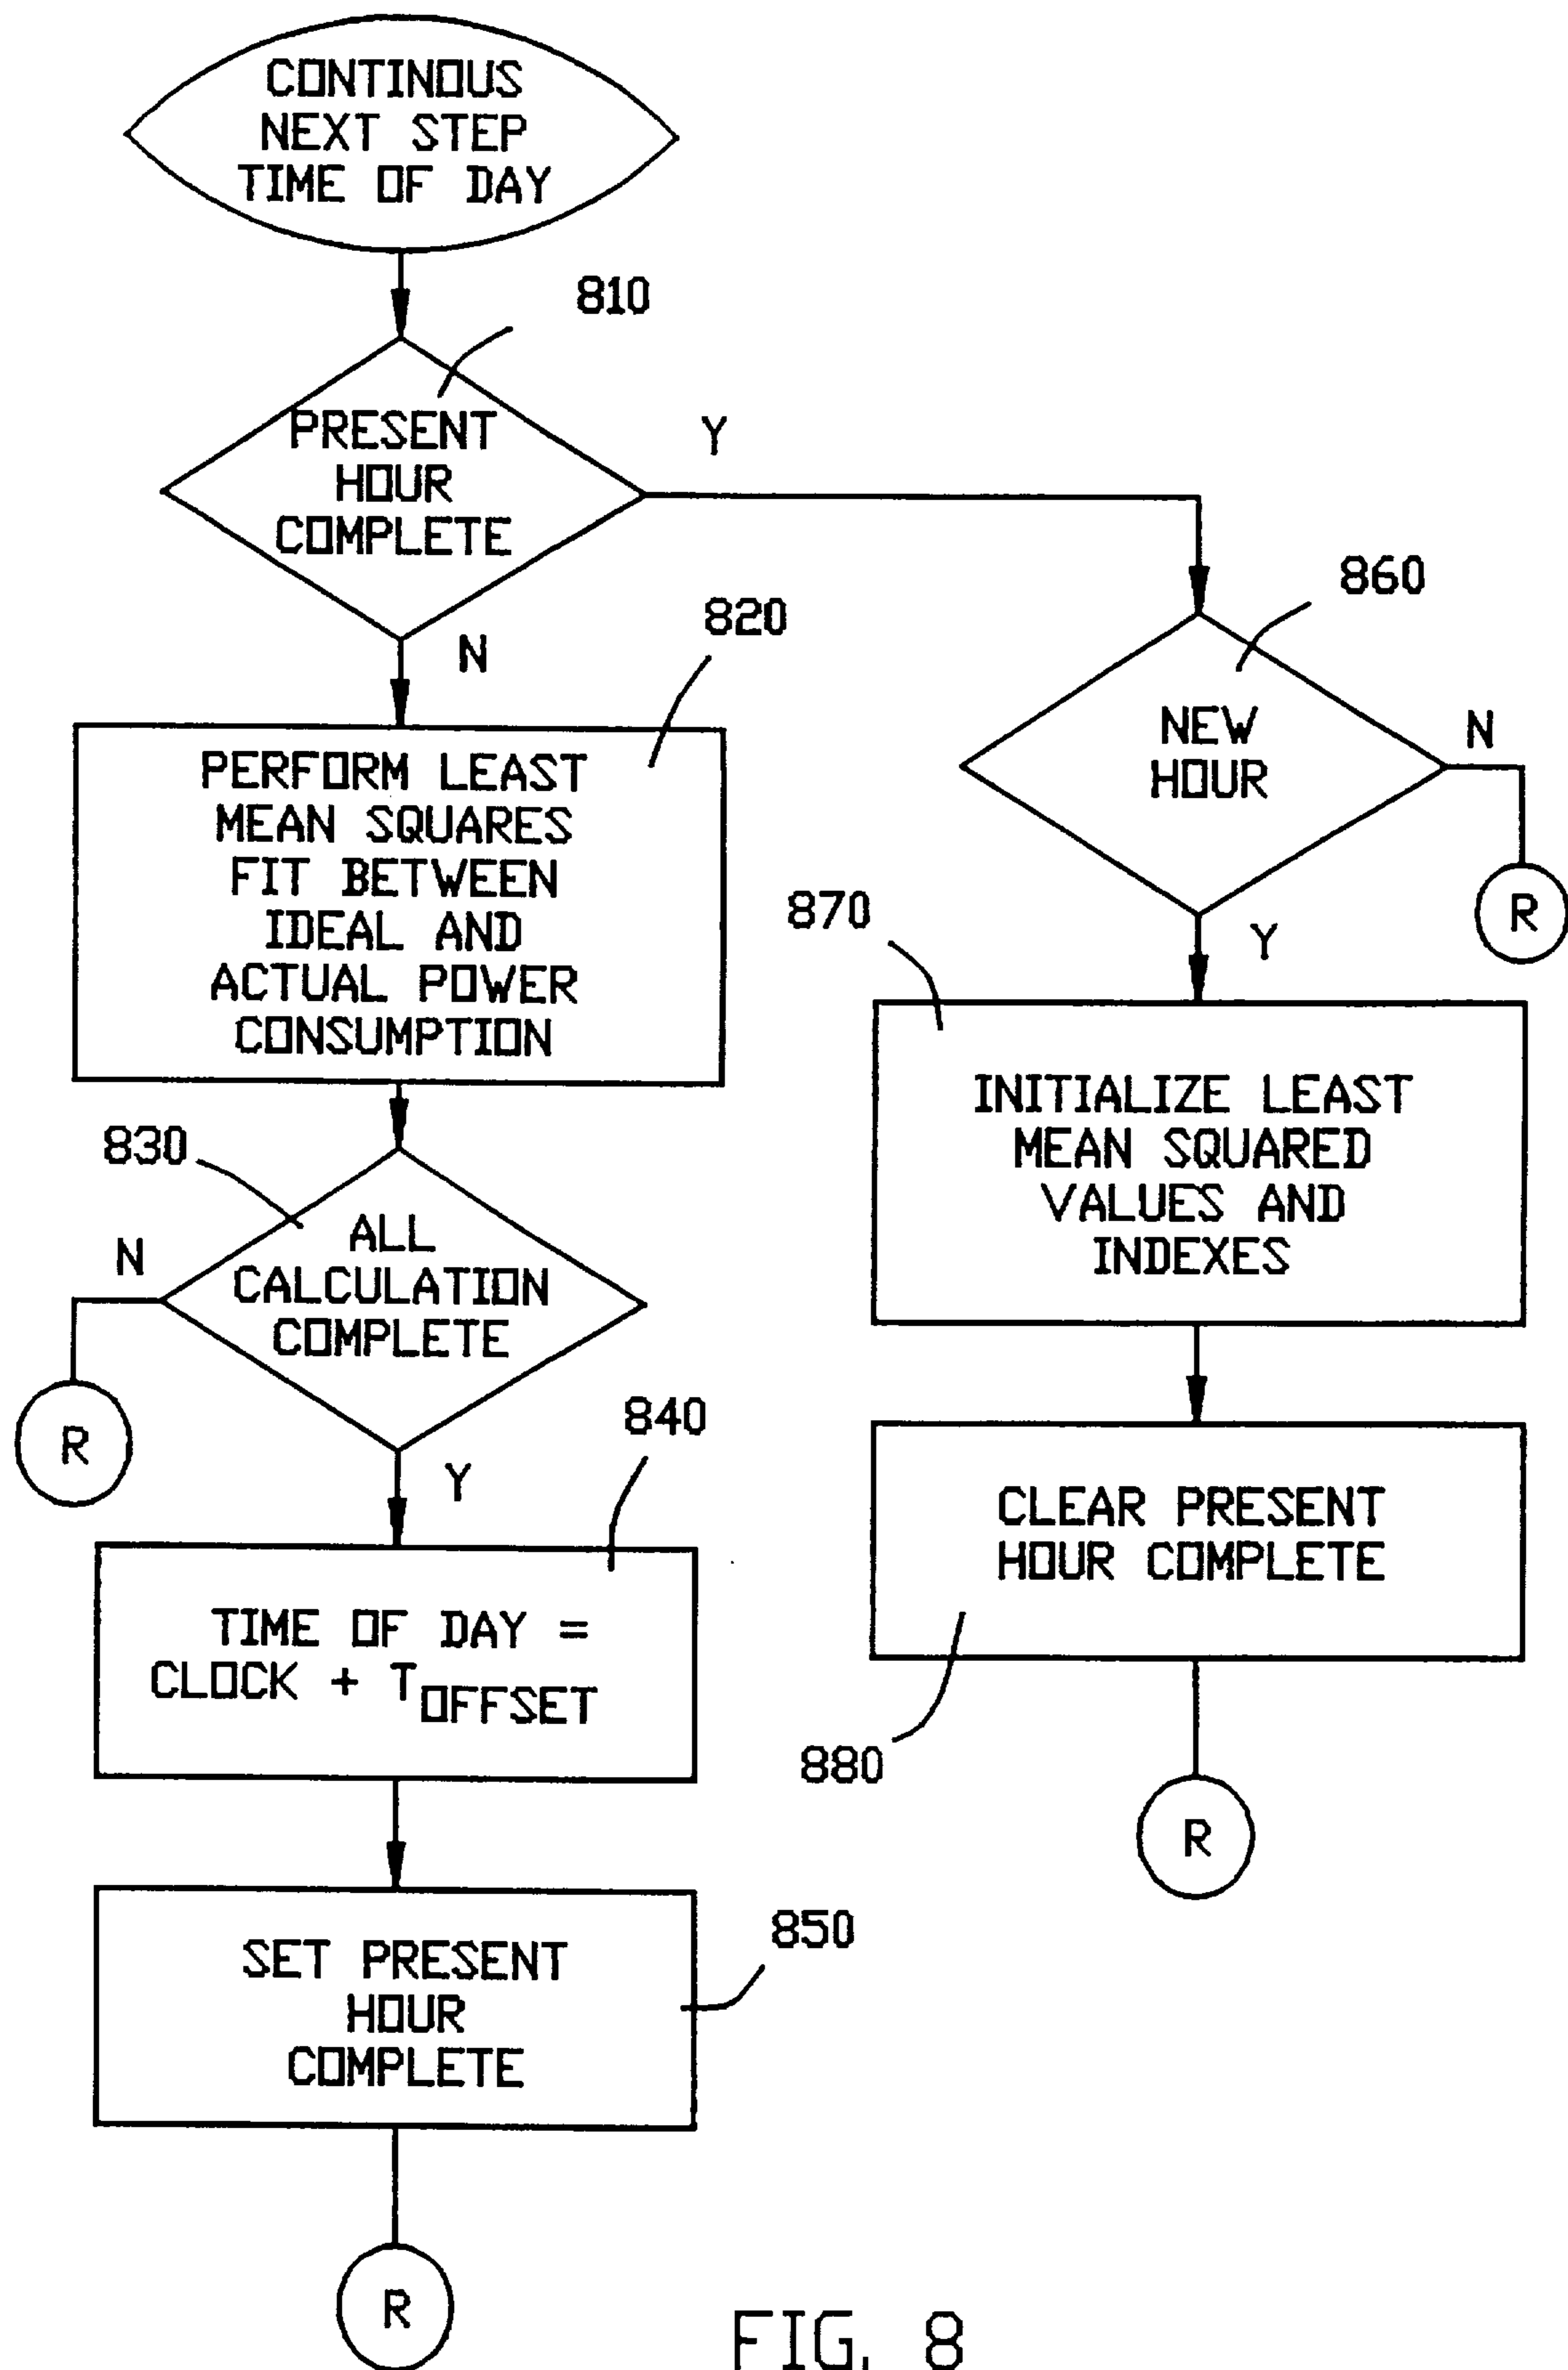 CONTINOUS
NEXT STEP
TIME OF DAY
810
PRESENT
HOUR
COMPLETE
Y
N
820
PERFORM LEAST
MEAN SQUARES
FIT BETWEEN
IDEAL AND
ACTUAL POWER
CONSUMPTION
830
ALL
CALCULATION
COMPLETE
N
R
Y
840
TIME OF DAY =
CLOCK + TOFFSET
850
SET PRESENT
HOUR
COMPLETE
R
860
NEW
HOUR
N
R
Y
870
INITIALIZE LEAST
MEAN SQUARED
VALUES AND
INDEXES
CLEAR PRESENT
HOUR COMPLETE
880
R
FIG. 8